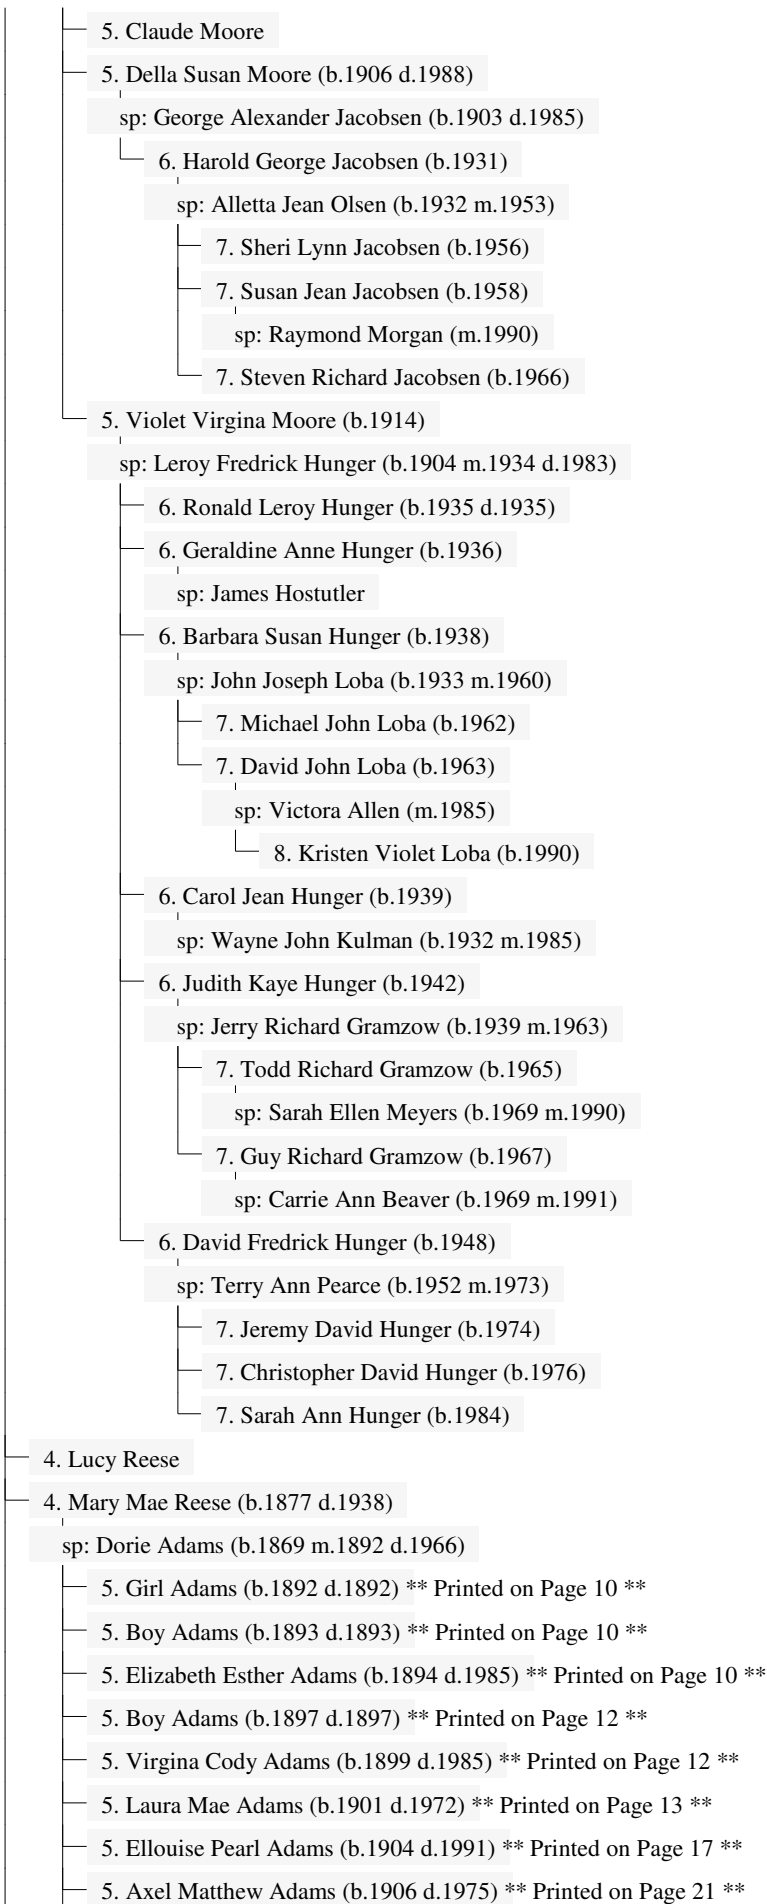 5. Claude Moore
5. Della Susan Moore (b.1906 d.1988)
sp: George Alexander Jacobsen (b.1903 d.1985)
6. Harold George Jacobsen (b.1931)
sp: Alletta Jean Olsen (b.1932 m.1953)
7. Sheri Lynn Jacobsen (b.1956)
7. Susan Jean Jacobsen (b.1958)
sp: Raymond Morgan (m.1990)
7. Steven Richard Jacobsen (b.1966)
5. Violet Virgina Moore (b.1914)
sp: Leroy Fredrick Hunger (b.1904 m.1934 d.1983)
6. Ronald Leroy Hunger (b.1935 d.1935)
6. Geraldine Anne Hunger (b.1936)
sp: James Hostutler
6. Barbara Susan Hunger (b.1938)
sp: John Joseph Loba (b.1933 m.1960)
7. Michael John Loba (b.1962)
7. David John Loba (b.1963)
sp: Victora Allen (m.1985)
8. Kristen Violet Loba (b.1990)
6. Carol Jean Hunger (b.1939)
sp: Wayne John Kulman (b.1932 m.1985)
6. Judith Kaye Hunger (b.1942)
sp: Jerry Richard Gramzow (b.1939 m.1963)
7. Todd Richard Gramzow (b.1965)
sp: Sarah Ellen Meyers (b.1969 m.1990)
7. Guy Richard Gramzow (b.1967)
sp: Carrie Ann Beaver (b.1969 m.1991)
6. David Fredrick Hunger (b.1948)
sp: Terry Ann Pearce (b.1952 m.1973)
7. Jeremy David Hunger (b.1974)
7. Christopher David Hunger (b.1976)
7. Sarah Ann Hunger (b.1984)
4. Lucy Reese
4. Mary Mae Reese (b.1877 d.1938)
sp: Dorie Adams (b.1869 m.1892 d.1966)
5. Girl Adams (b.1892 d.1892) ** Printed on Page 10 **
5. Boy Adams (b.1893 d.1893) ** Printed on Page 10 **
5. Elizabeth Esther Adams (b.1894 d.1985) ** Printed on Page 10 **
5. Boy Adams (b.1897 d.1897) ** Printed on Page 12 **
5. Virgina Cody Adams (b.1899 d.1985) ** Printed on Page 12 **
5. Laura Mae Adams (b.1901 d.1972) ** Printed on Page 13 **
5. Ellouise Pearl Adams (b.1904 d.1991) ** Printed on Page 17 **
5. Axel Matthew Adams (b.1906 d.1975) ** Printed on Page 21 **